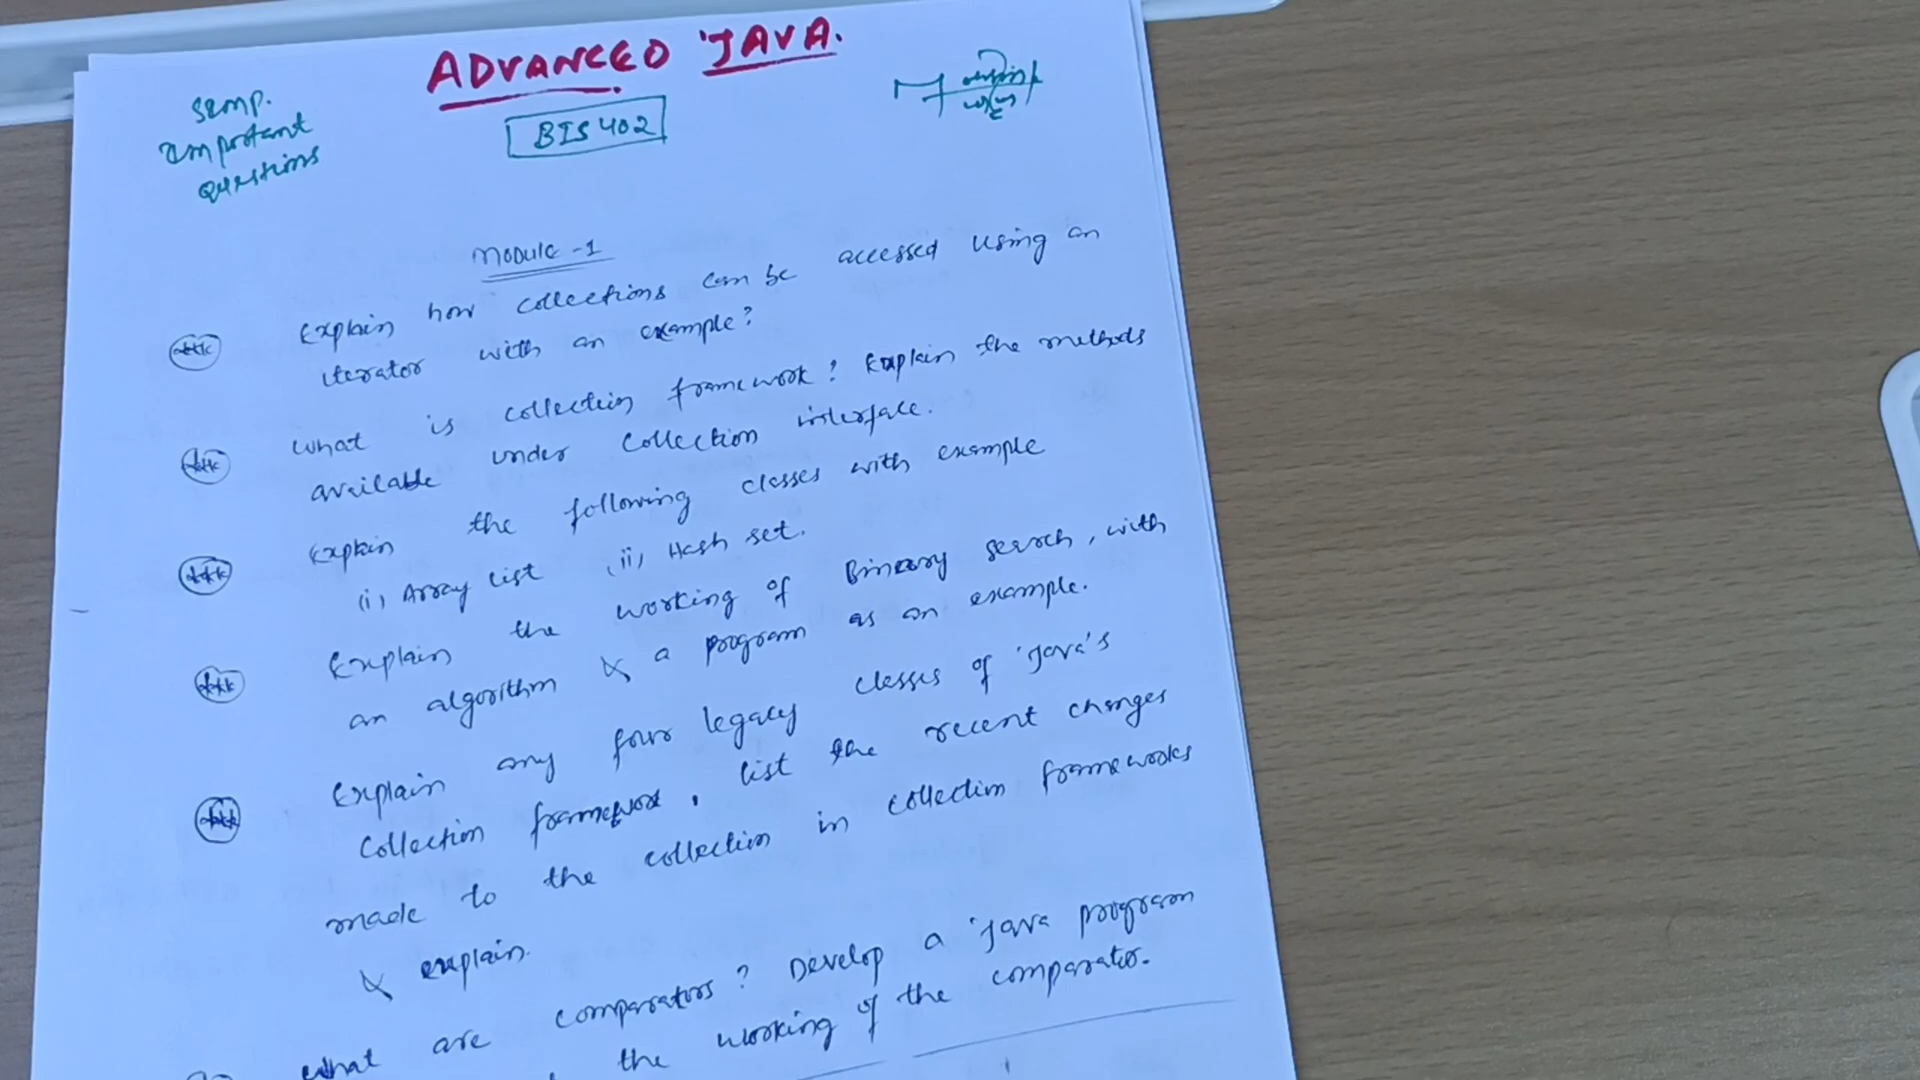 ADVANCED JAVA.
BIS402
Important
questions
MODULE-1
Explain how collections can be accessed using an
iterator with an example?
What is collection framework? Explain the methods
available under collection interface.
Explain the following classes with example
(i) Array list (ii) Hash set.
Explain the working of Binary search, with
an algorithm & a program as an example.
Explain any four legacy classes of Java's
collection framework, list the recent changes
made to the collection in collection frameworks
& explain.
What are comparators? Develop a Java program
the working of the comparator.